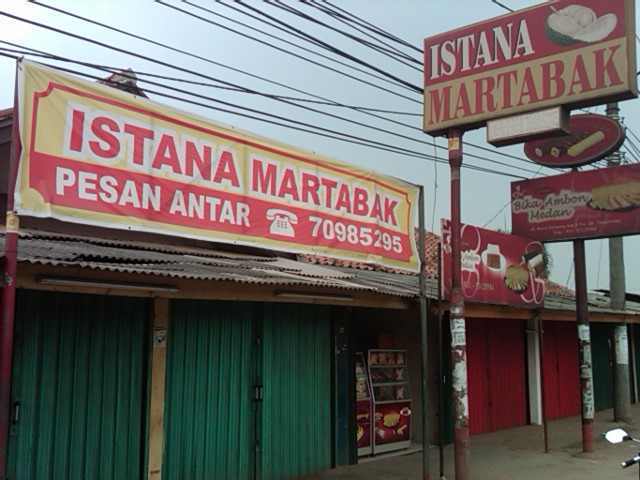 ISTANA MARTABAK
PESAN ANTAR 70985295
ISTANA
MARTABAK
Bika Ambon
Medan